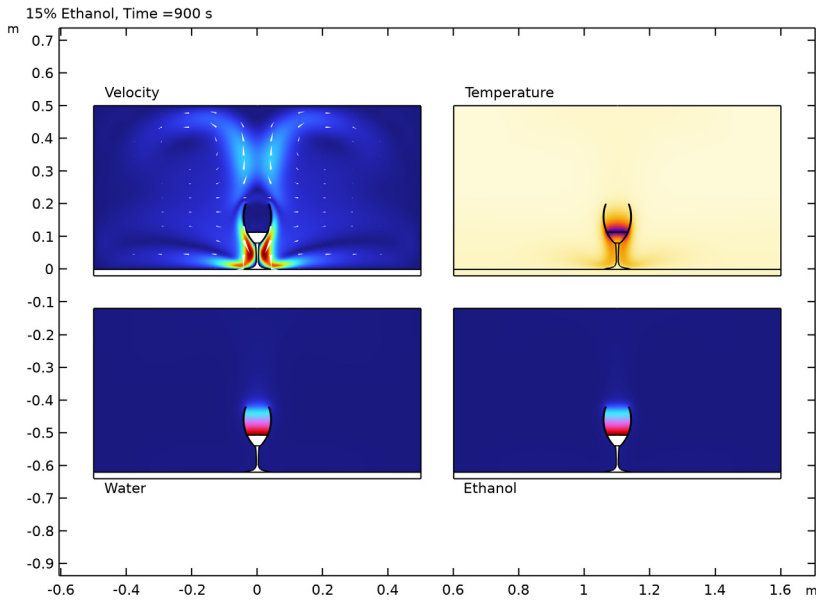 15% Ethanol, Time =900 s
m
0.7
0.6
Velocity
Temperature
0.5
0.4
0.3
0.2
0.1
0
-0.1
-0.2
-0.3
-0.4
-0.5
-0.6
Water
Ethanol
-0.7
-0.8
-0.9
-0.6 -0.4 -0.2 0 0.2 0.4 0.6 0.8 1 1.2 1.4 1.6 m